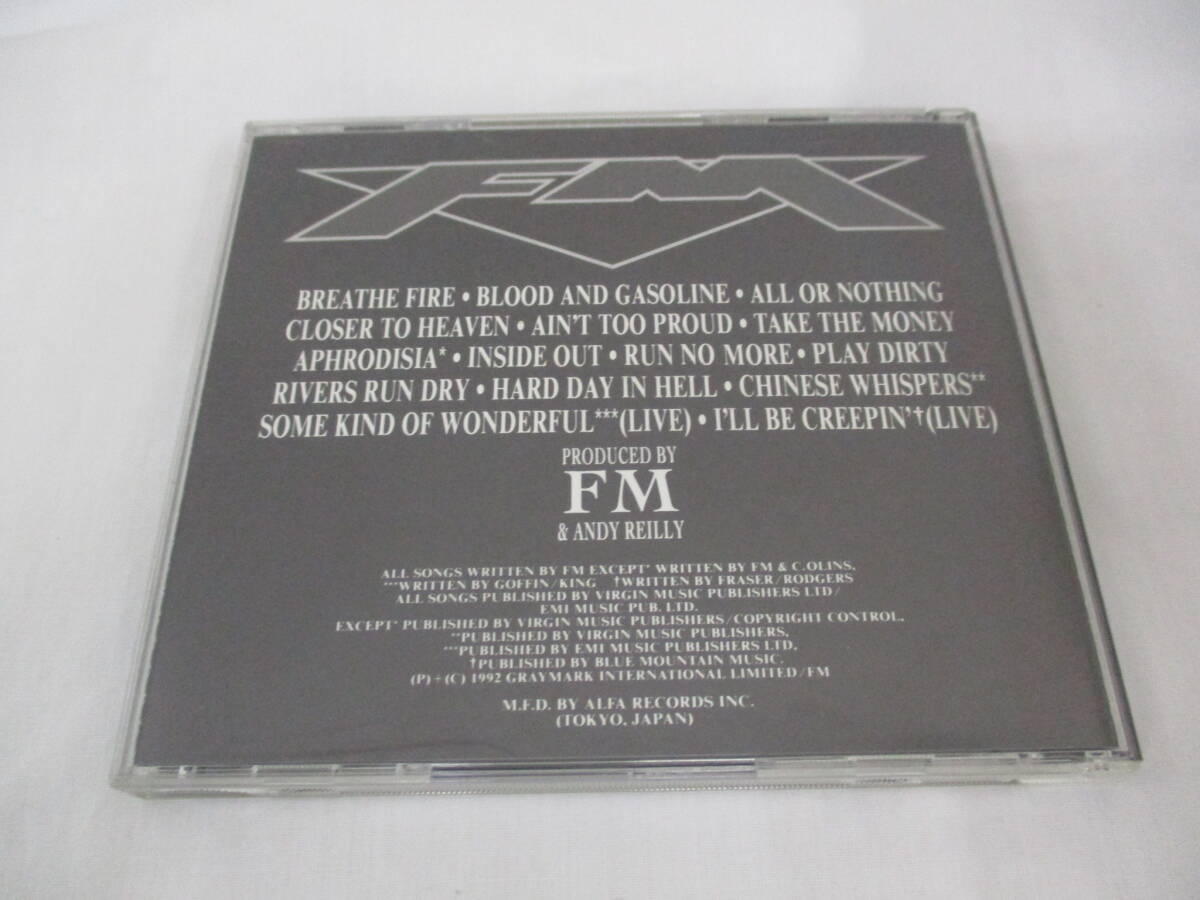 FM
BREATHE FIRE • BLOOD AND GASOLINE • ALL OR NOTHING
CLOSER TO HEAVEN • AIN'T TOO PROUD • TAKE THE MONEY
APHRODISIA* • INSIDE OUT • RUN NO MORE • PLAY DIRTY
RIVERS RUN DRY • HARD DAY IN HELL • CHINESE WHISPERS**
SOME KIND OF WONDERFUL***(LIVE) • I'LL BE CREEPIN'†(LIVE)
PRODUCED BY
FM
& ANDY REILLY
ALL SONGS WRITTEN BY FM EXCEPT* WRITTEN BY FM & C.OLINS.
***WRITTEN BY GOFFIN/KING †WRITTEN BY FRASER/RODGERS
ALL SONGS PUBLISHED BY VIRGIN MUSIC PUBLISHERS LTD/
EMI MUSIC PUB. LTD.
EXCEPT* PUBLISHED BY VIRGIN MUSIC PUBLISHERS/COPYRIGHT CONTROL.
**PUBLISHED BY VIRGIN MUSIC PUBLISHERS.
***PUBLISHED BY EMI MUSIC PUBLISHERS LTD.
†PUBLISHED BY BLUE MOUNTAIN MUSIC.
(P)+(C) 1992 GRAYMARK INTERNATIONAL LIMITED/FM
M.F.D. BY ALFA RECORDS INC.
(TOKYO, JAPAN)